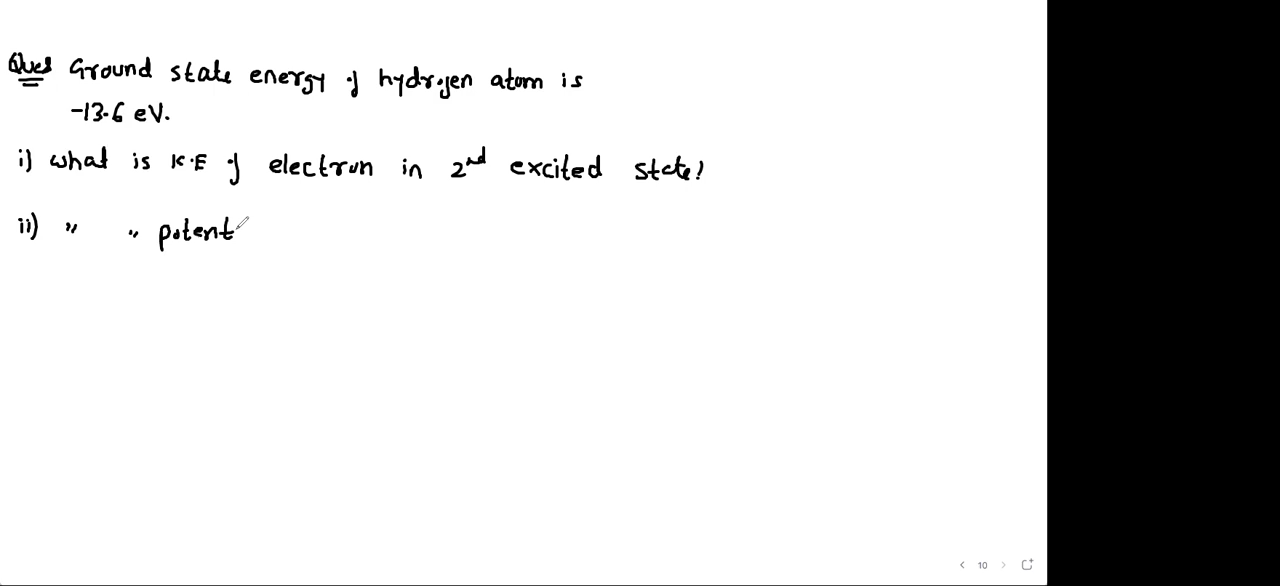 Ques Ground state energy of hydrogen atom is
-13.6 eV.
i) what is K.E of electron in 2nd excited state?
ii) " " potent
10